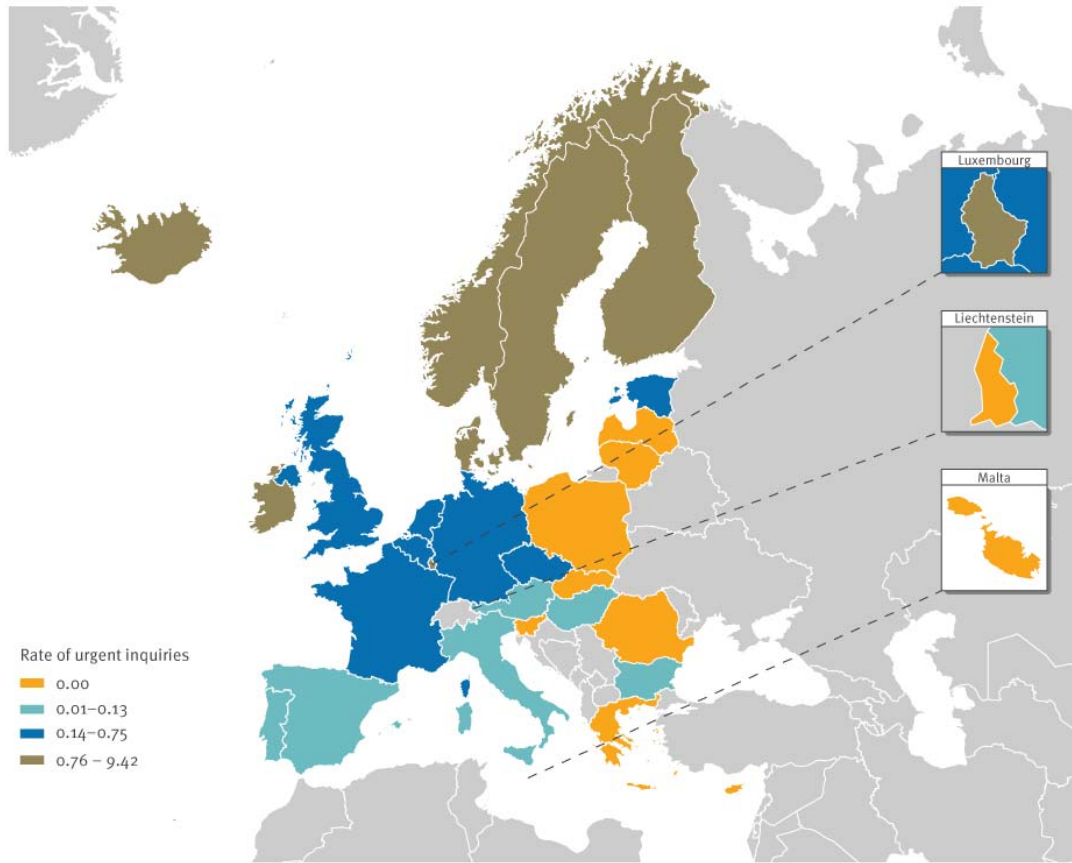 Luxembourg
Liechtenstein
Malta
Rate of urgent inquiries
0.00
0.01–0.13
0.14–0.75
0.76 – 9.42